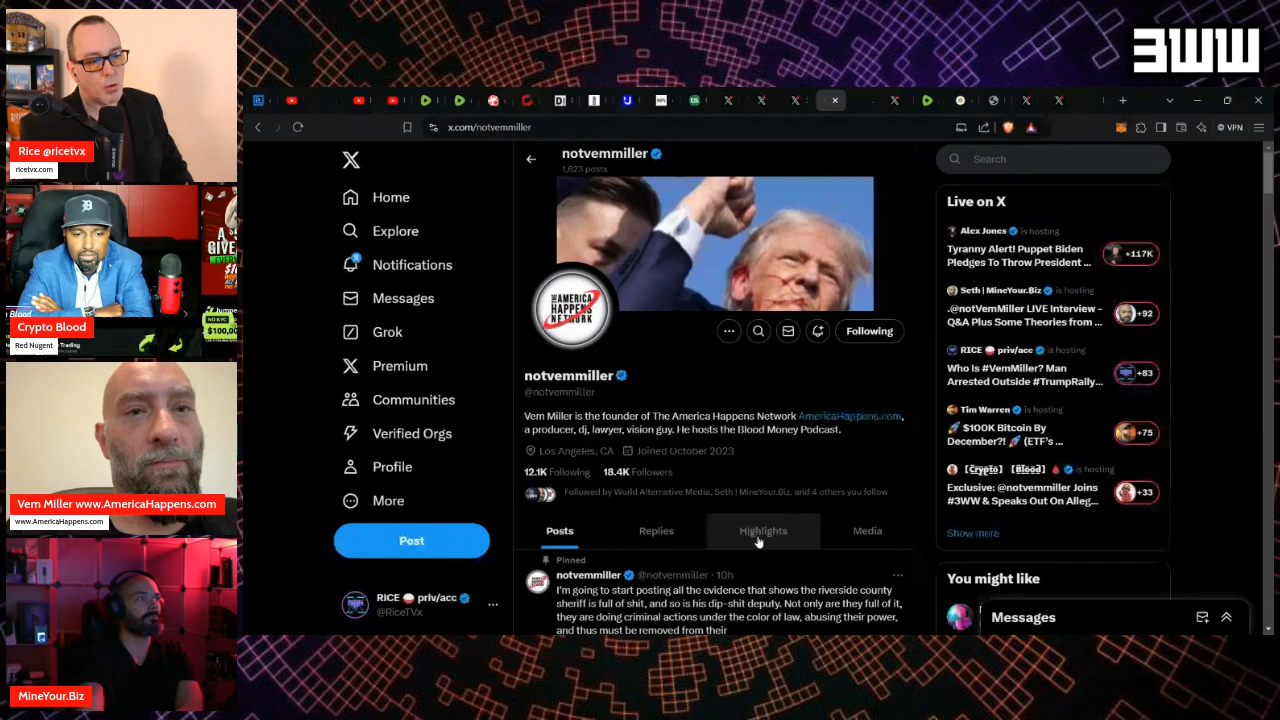 Rice @ricetvx
ricetvx.com
Crypto Blood
Red Nugent
Vem Miller www.AmericaHappens.com
www.AmericaHappens.com
MineYour.Biz
3WW
x.com/notvemmiller
VPN
notvemmiller
1,623 posts
Home
Explore
Notifications
Messages
Grok
Premium
Communities
Verified Orgs
Profile
More
Post
RICE priv/acc
@RiceTVx
THE AMERICA HAPPENS NETWORK
Following
notvemmiller
@notvemmiller
Vem Miller is the founder of The America Happens Network AmericaHappens.com,
a producer, dj, lawyer, vision guy. He hosts the Blood Money Podcast.
Los Angeles, CA Joined October 2023
12.1K Following 18.4K Followers
Followed by World Alternative Media, Seth | MineYour.Biz, and 4 others you follow
Posts Replies Highlights Media
Pinned
notvemmiller @notvemmiller · 10h
I'm going to start posting all the evidence that shows the riverside county
sheriff is full of shit, and so is his dip-shit deputy. Not only are they full of it,
they are doing criminal actions under the color of law, abusing their power,
and thus must be removed from their
Search
Live on X
Alex Jones is hosting
Tyranny Alert! Puppet Biden
Pledges To Throw President ...
+117K
Seth | MineYour.Biz is hosting
.@notVemMiller LIVE Interview –
Q&A Plus Some Theories from ...
+92
RICE priv/acc is hosting
Who Is #VemMiller? Man
Arrested Outside #TrumpRally...
+83
Tim Warren is hosting
🚀 $100K Bitcoin By
December?! 🚀 (ETF's ...
+75
【Crypto】 【Blood】 is hosting
Exclusive: @notvemmiller Joins
#3WW & Speaks Out On Alleg...
+33
Show more
You might like
Messages